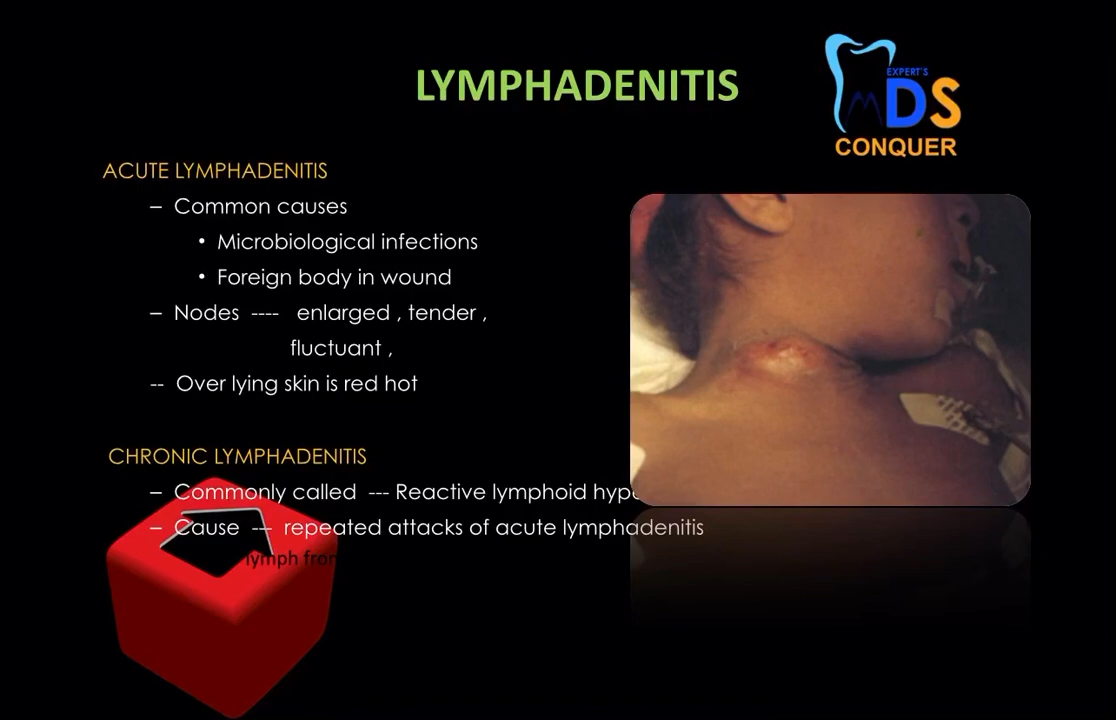 LYMPHADENITIS
EXPERT'S
MDS
CONQUER
ACUTE LYMPHADENITIS
– Common causes
• Microbiological infections
• Foreign body in wound
– Nodes ---- enlarged , tender ,
fluctuant ,
-- Over lying skin is red hot
CHRONIC LYMPHADENITIS
– Commonly called --- Reactive lymphoid
– Cause --- repeated attacks of acute lymphadenitis
lymph